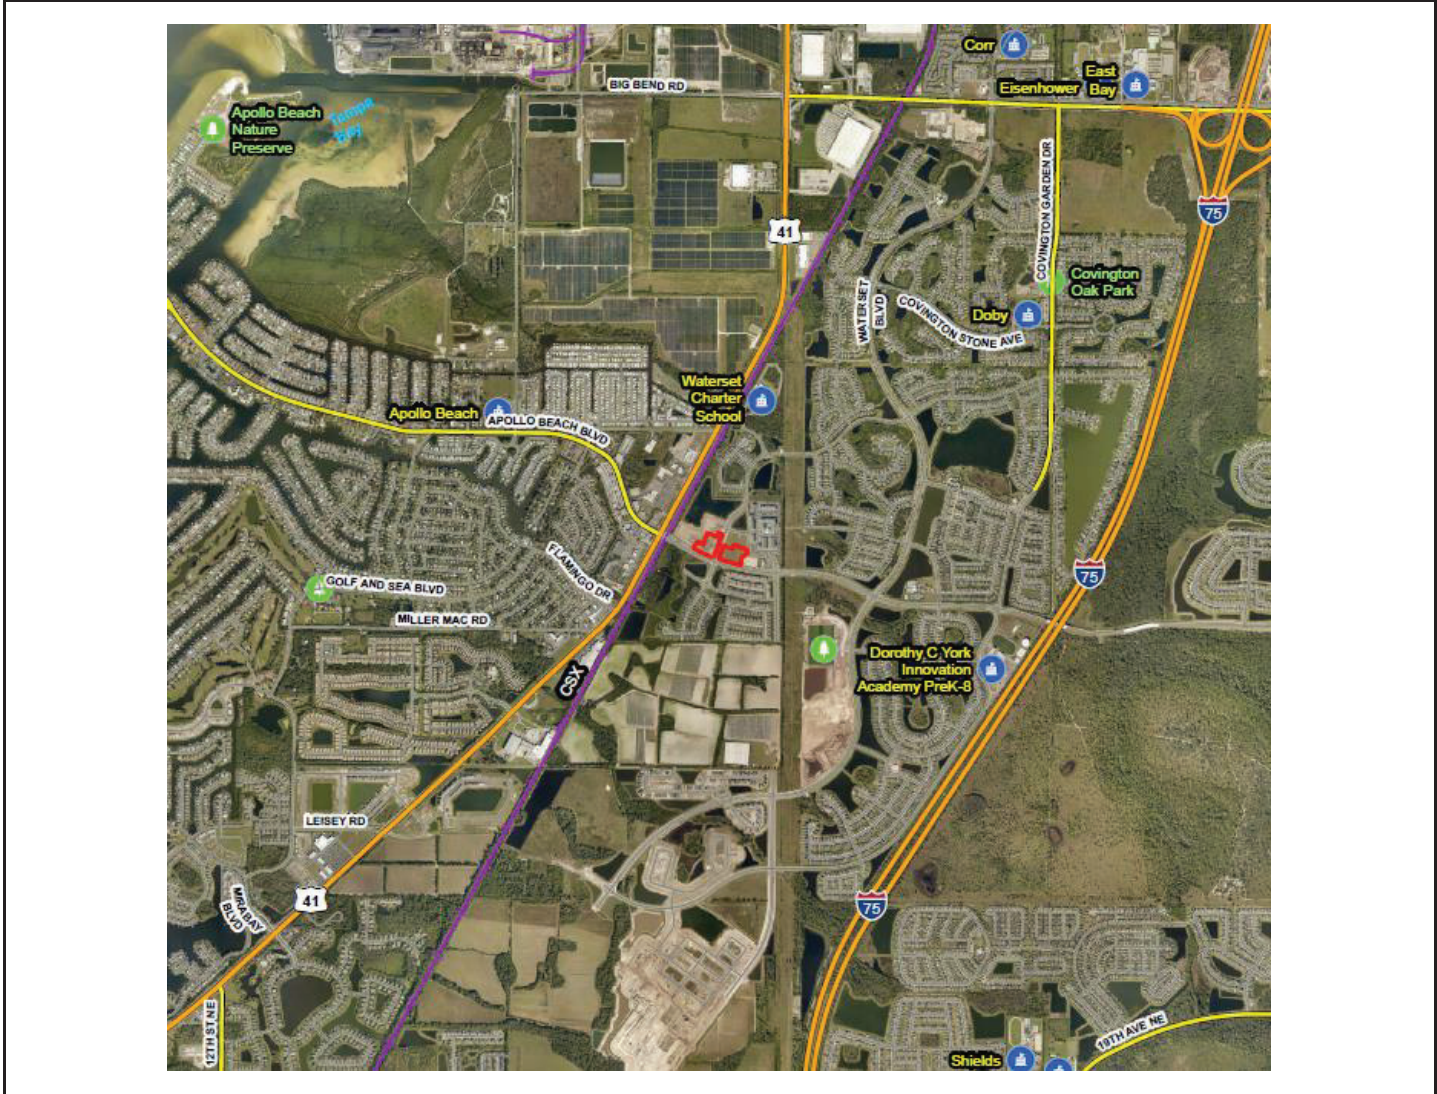 Corr
East
Bay
Eisenhower
BIG BEND RD
Apollo Beach
Nature
Preserve
Tampa
Bay
COVINGTON GARDEN DR
75
41
Covington
Oak Park
WATERSET
BLVD
COVINGTON STONE AVE
Doby
Waterset
Charter
School
Apollo Beach
APOLLO BEACH BLVD
FLAMINGO DR
75
GOLF AND SEA BLVD
MILLER MAC RD
Dorothy C York
Innovation
Academy PreK-8
CSX
LEISEY RD
MIRABAY
BLVD
41
75
12TH ST NE
19TH AVE NE
Shields